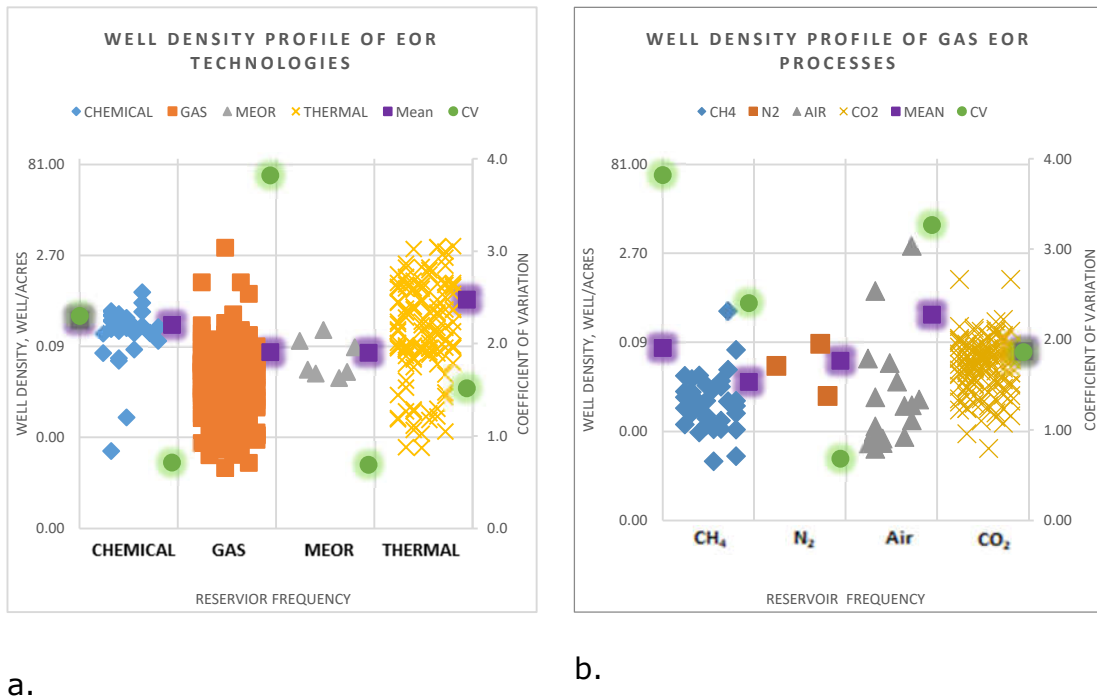 WELL DENSITY PROFILE OF EOR
TECHNOLOGIES
CHEMICAL GAS MEOR THERMAL Mean CV
WELL DENSITY, WELL/ACRES
81.00
2.70
0.09
0.00
0.00
4.0
3.0
2.0
1.0
0.0
COEFFICIENT OF VARIATION
CHEMICAL GAS MEOR THERMAL
RESERVIOR FREQUENCY
a.
WELL DENSITY PROFILE OF GAS EOR
PROCESSES
CH4 N2 AIR CO2 MEAN CV
WELL DENSITY, WELL/ACRES
81.00
2.70
0.09
0.00
0.00
4.00
3.00
2.00
1.00
0.00
COEFFICIENT OF VARIATION
CH₄ N₂ Air CO₂
RESERVOIR FREQUENCY
b.